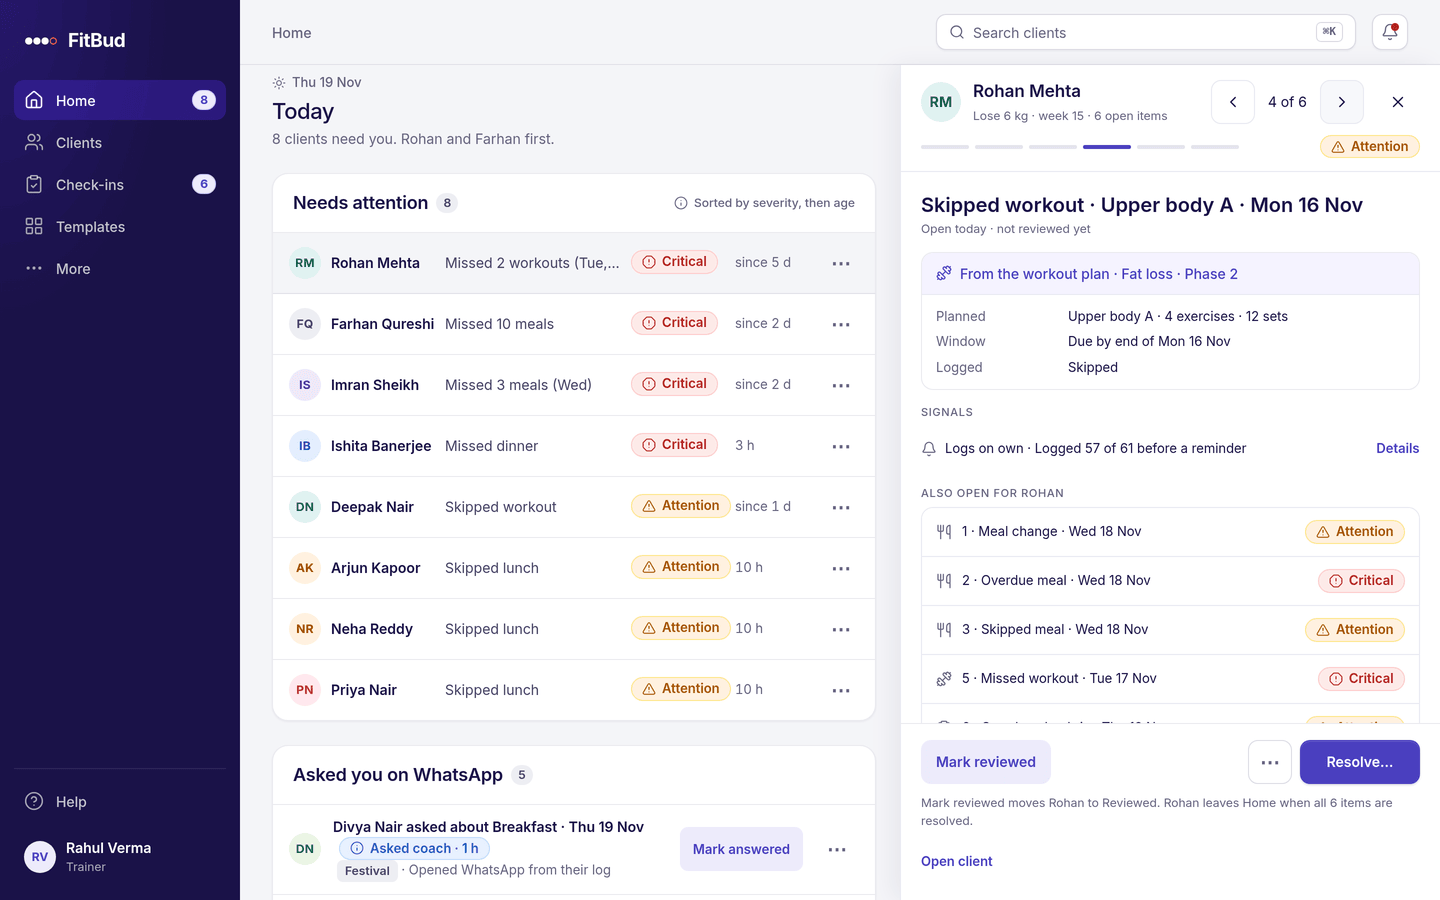 FitBud
Home 8
Clients
Check-ins 6
Templates
More
Help
RV Rahul Verma
Trainer
Home
Search clients ⌘K
Thu 19 Nov
Today
8 clients need you. Rohan and Farhan first.
Needs attention 8
Sorted by severity, then age
RM Rohan Mehta Missed 2 workouts (Tue,... Critical since 5 d
FQ Farhan Qureshi Missed 10 meals Critical since 2 d
IS Imran Sheikh Missed 3 meals (Wed) Critical since 2 d
IB Ishita Banerjee Missed dinner Critical 3 h
DN Deepak Nair Skipped workout Attention since 1 d
AK Arjun Kapoor Skipped lunch Attention 10 h
NR Neha Reddy Skipped lunch Attention 10 h
PN Priya Nair Skipped lunch Attention 10 h
Asked you on WhatsApp 5
DN Divya Nair asked about Breakfast · Thu 19 Nov
Asked coach · 1 h
Festival · Opened WhatsApp from their log
Mark answered
RM Rohan Mehta
Lose 6 kg · week 15 · 6 open items
4 of 6
Attention
Skipped workout · Upper body A · Mon 16 Nov
Open today · not reviewed yet
From the workout plan · Fat loss · Phase 2
Planned Upper body A · 4 exercises · 12 sets
Window Due by end of Mon 16 Nov
Logged Skipped
SIGNALS
Logs on own · Logged 57 of 61 before a reminder Details
ALSO OPEN FOR ROHAN
1 · Meal change · Wed 18 Nov Attention
2 · Overdue meal · Wed 18 Nov Critical
3 · Skipped meal · Wed 18 Nov Attention
5 · Missed workout · Tue 17 Nov Critical
Mark reviewed
Resolve...
Mark reviewed moves Rohan to Reviewed. Rohan leaves Home when all 6 items are
resolved.
Open client